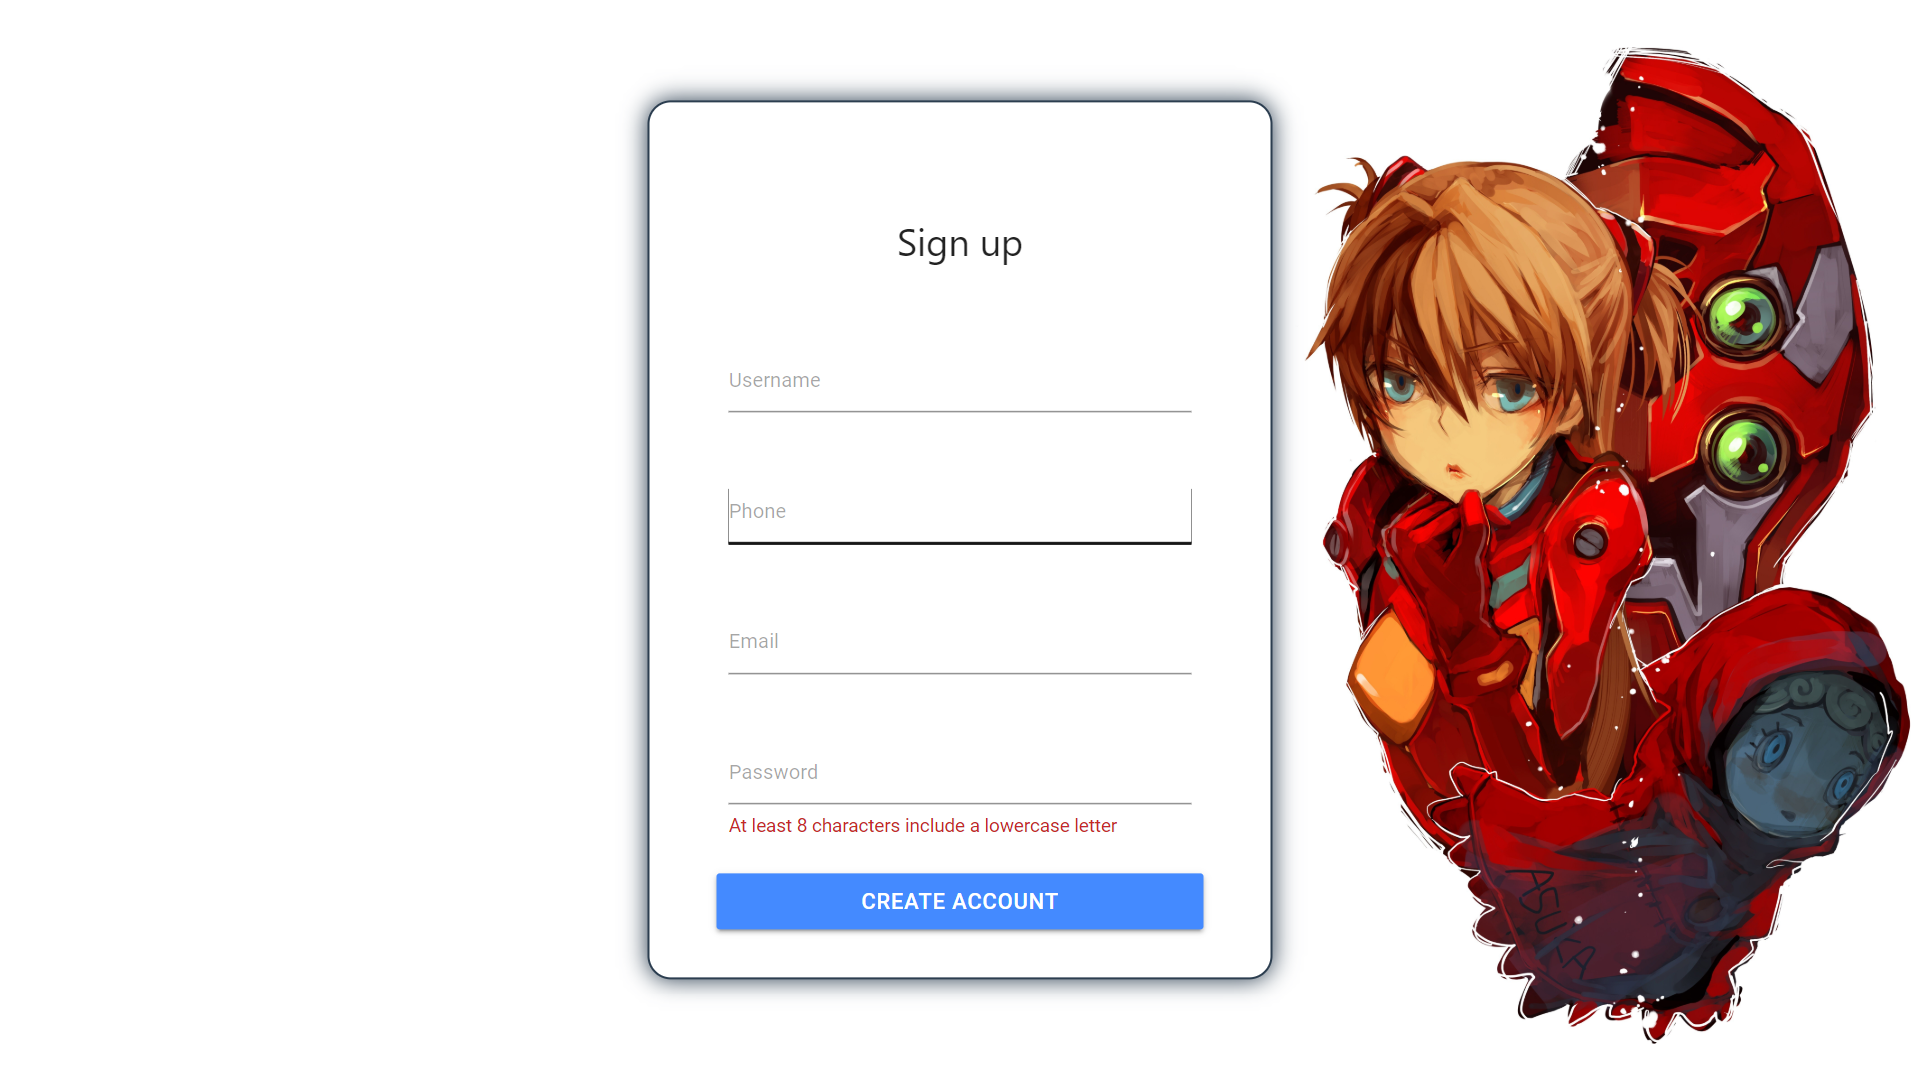 Sign up
Username
Phone
Email
Password
At least 8 characters include a lowercase letter
CREATE ACCOUNT
ASUKA